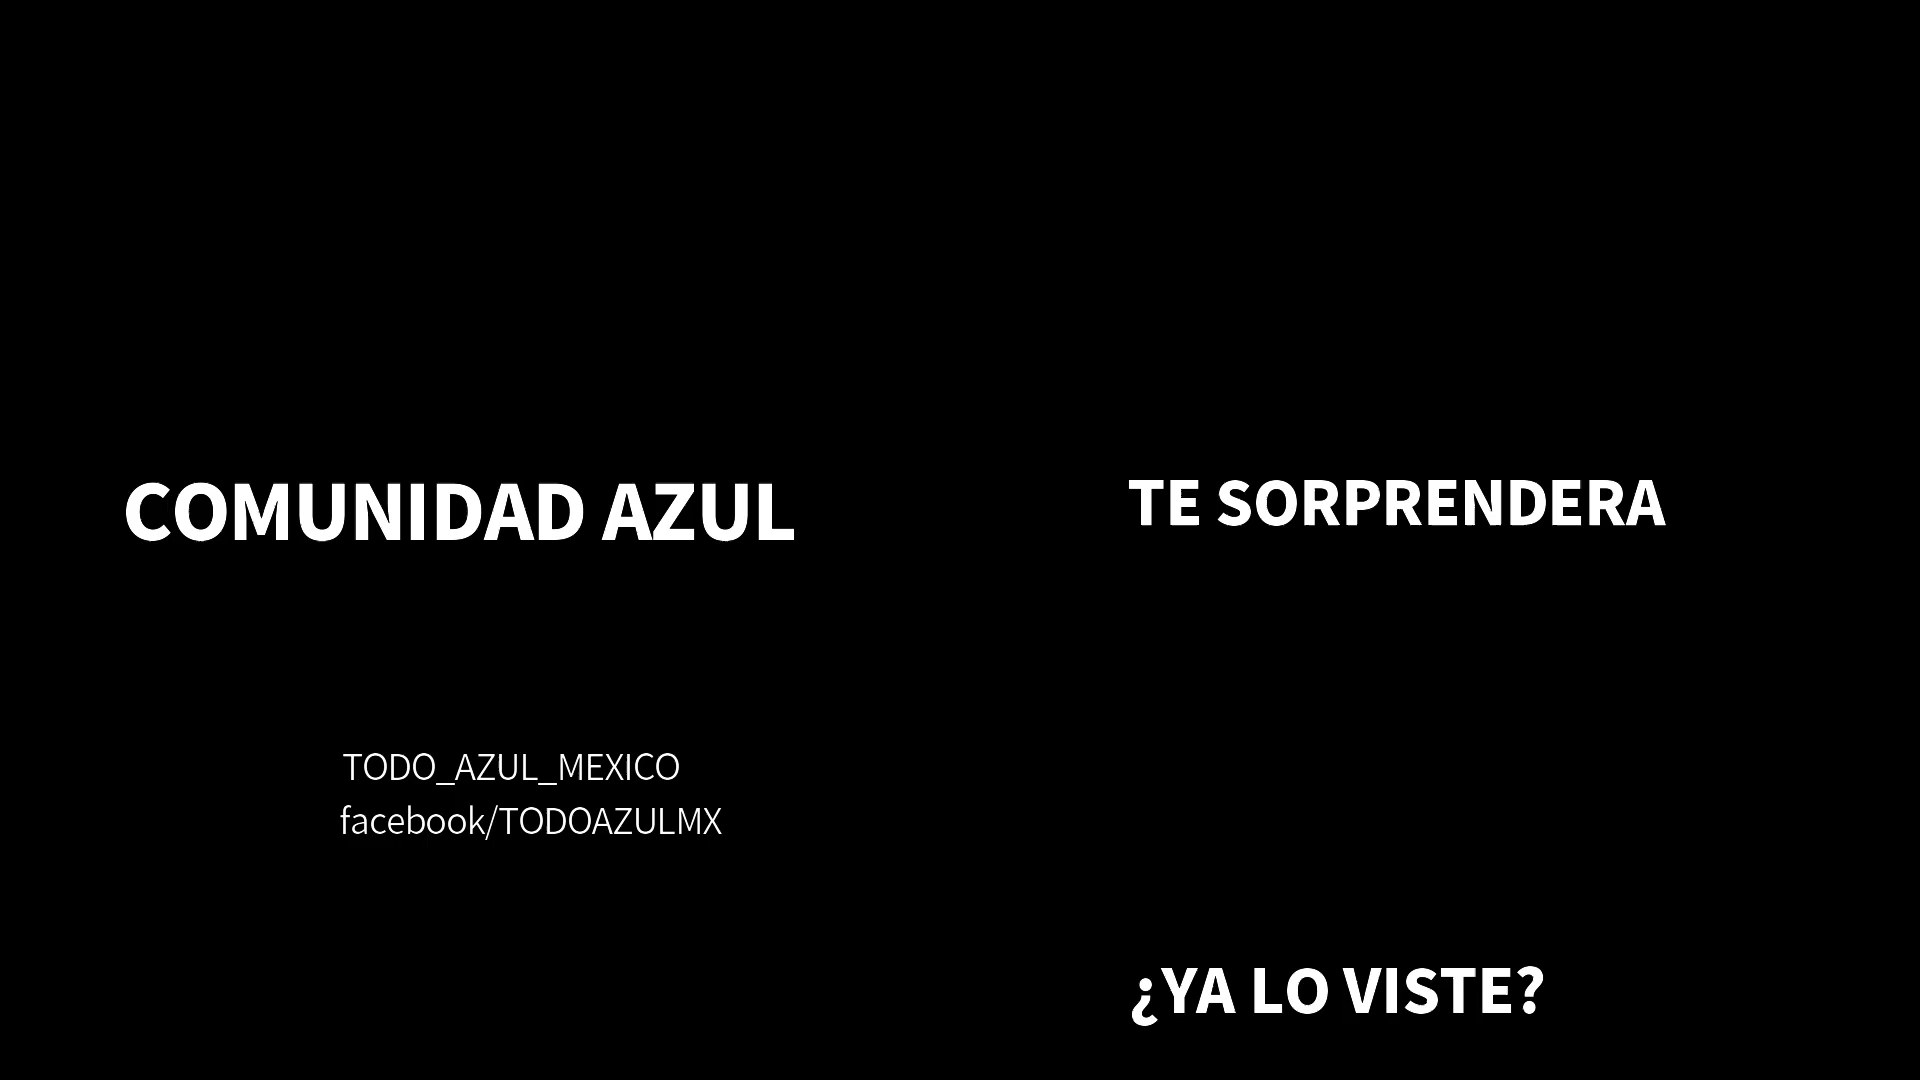 COMUNIDAD AZUL
TE SORPRENDERA
TODO_AZUL_MEXICO
facebook/TODOAZULMX
¿YA LO VISTE?